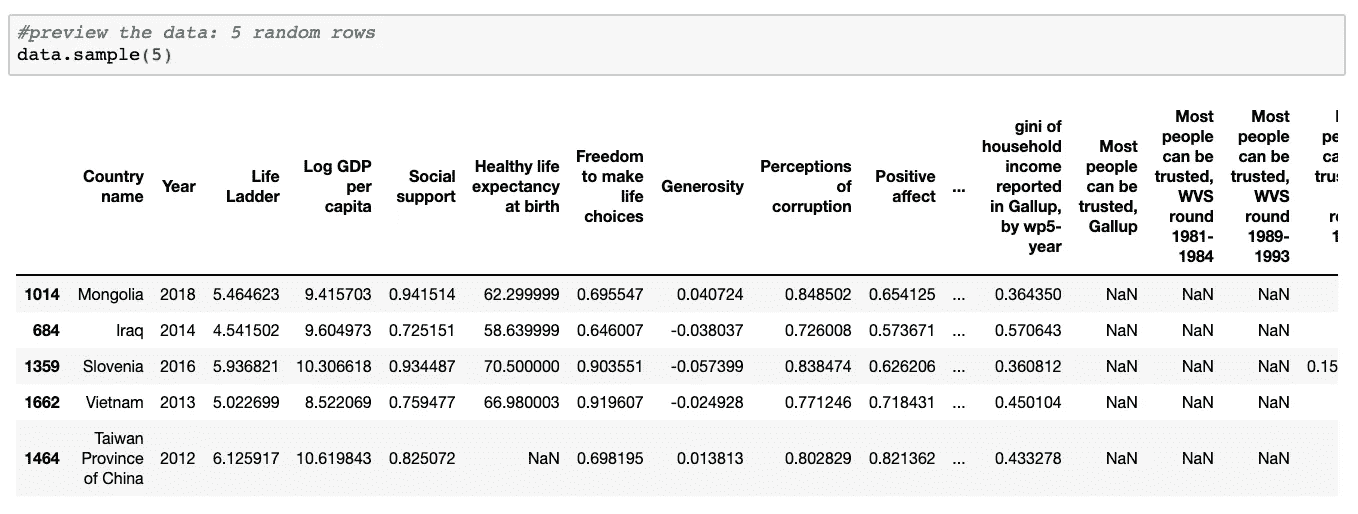 #preview the data: 5 random rows
data.sample(5)
Country name Year Life Ladder Log GDP per capita Social support Healthy life expectancy at birth Freedom to make life choices Generosity Perceptions of corruption Positive affect ... gini of household income reported in Gallup, by wp5-year Most people can be trusted, Gallup Most people can be trusted, WVS round 1981-1984 Most people can be trusted, WVS round 1989-1993
1014 Mongolia 2018 5.464623 9.415703 0.941514 62.299999 0.695547 0.040724 0.848502 0.654125 ... 0.364350 NaN NaN NaN
684 Iraq 2014 4.541502 9.604973 0.725151 58.639999 0.646007 -0.038037 0.726008 0.573671 ... 0.570643 NaN NaN NaN
1359 Slovenia 2016 5.936821 10.306618 0.934487 70.500000 0.903551 -0.057399 0.838474 0.626206 ... 0.360812 NaN NaN NaN 0.15
1662 Vietnam 2013 5.022699 8.522069 0.759477 66.980003 0.919607 -0.024928 0.771246 0.718431 ... 0.450104 NaN NaN NaN
1464 Taiwan Province of China 2012 6.125917 10.619843 0.825072 NaN 0.698195 0.013813 0.802829 0.821362 ... 0.433278 NaN NaN NaN